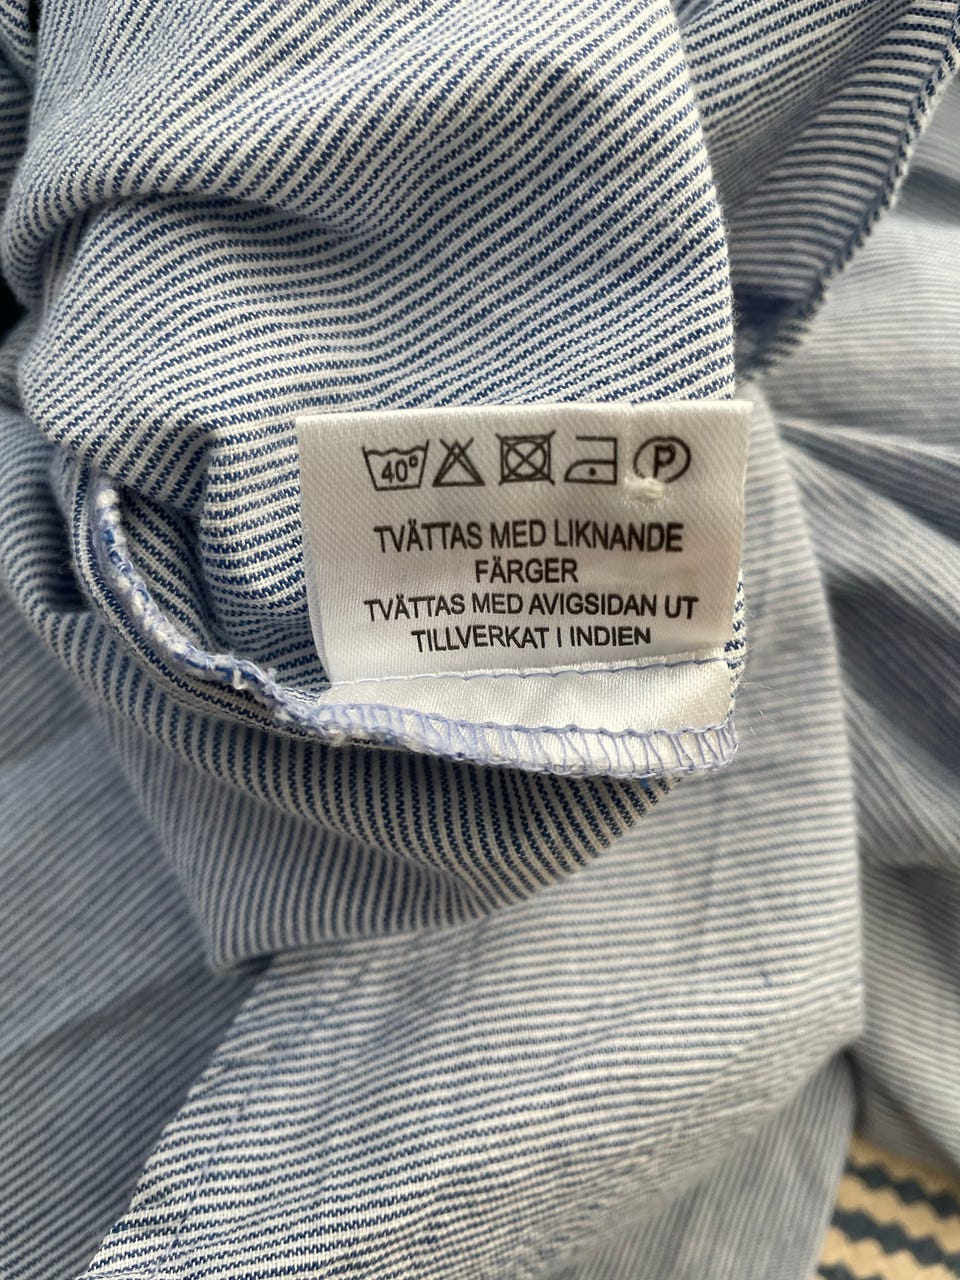 40°
P
TVÄTTAS MED LIKNANDE
FÄRGER
TVÄTTAS MED AVIGSIDAN UT
TILLVERKAT I INDIEN